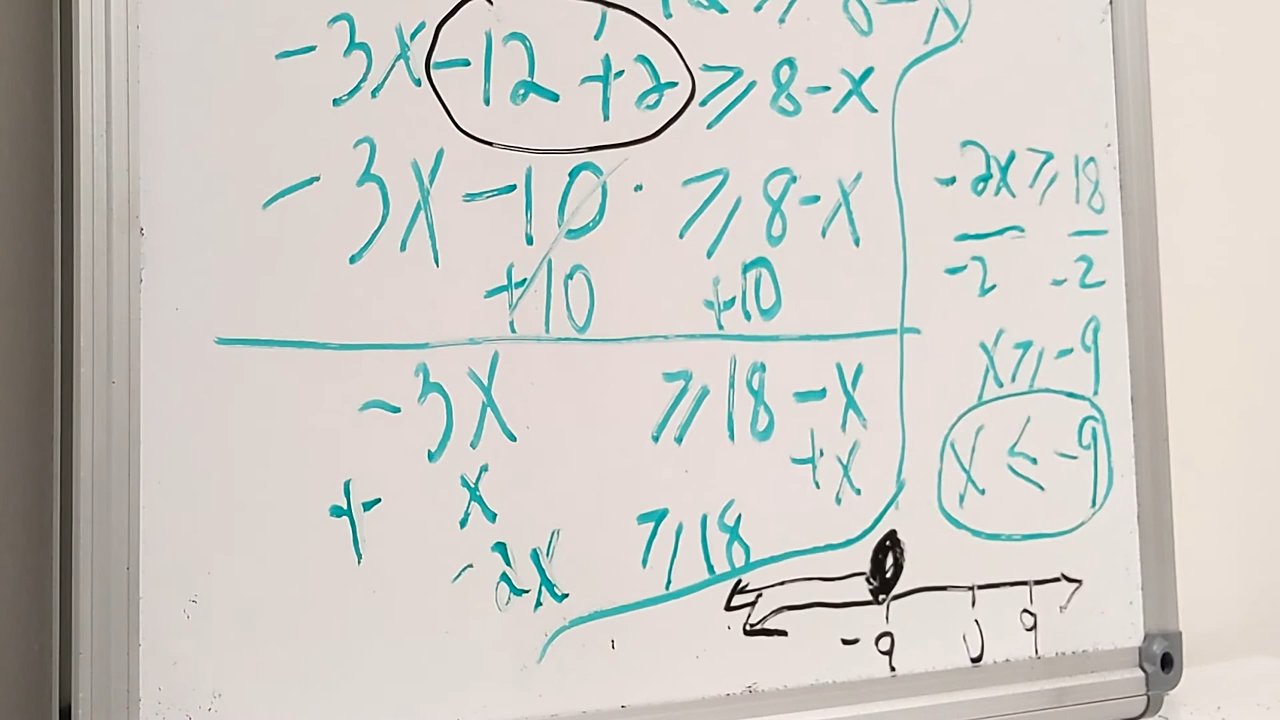 -3x -12 +2 ≥ 8-x
-3x -10 ≥ 8-x
+10 +10
-3x ≥ 18 -x
+ x +x
-2x ≥ 18
-2x ≥ 18
-2 -2
x ≥ -9
x ≤ -9
-9 0 9